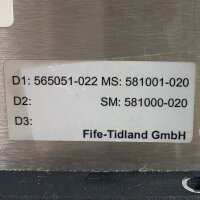 D1: 565051-022 MS: 581001-020
D2: SM: 581000-020
D3:
Fife-Tidland GmbH